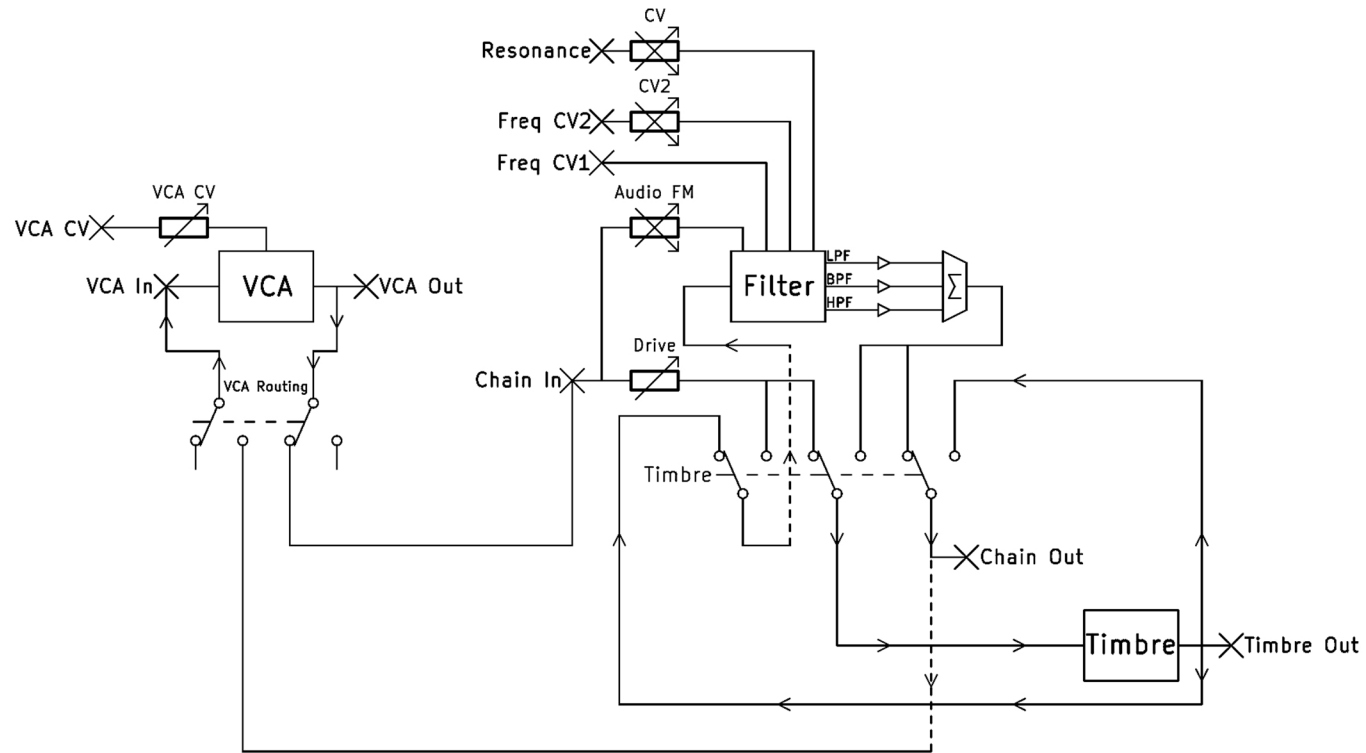 CV
Resonance
CV2
Freq CV2
Freq CV1
VCA CV
Audio FM
VCA CV
VCA In
VCA
VCA Out
Filter
LPF
BPF
HPF
Σ
Drive
Chain In
VCA Routing
Timbre
Chain Out
Timbre
Timbre Out